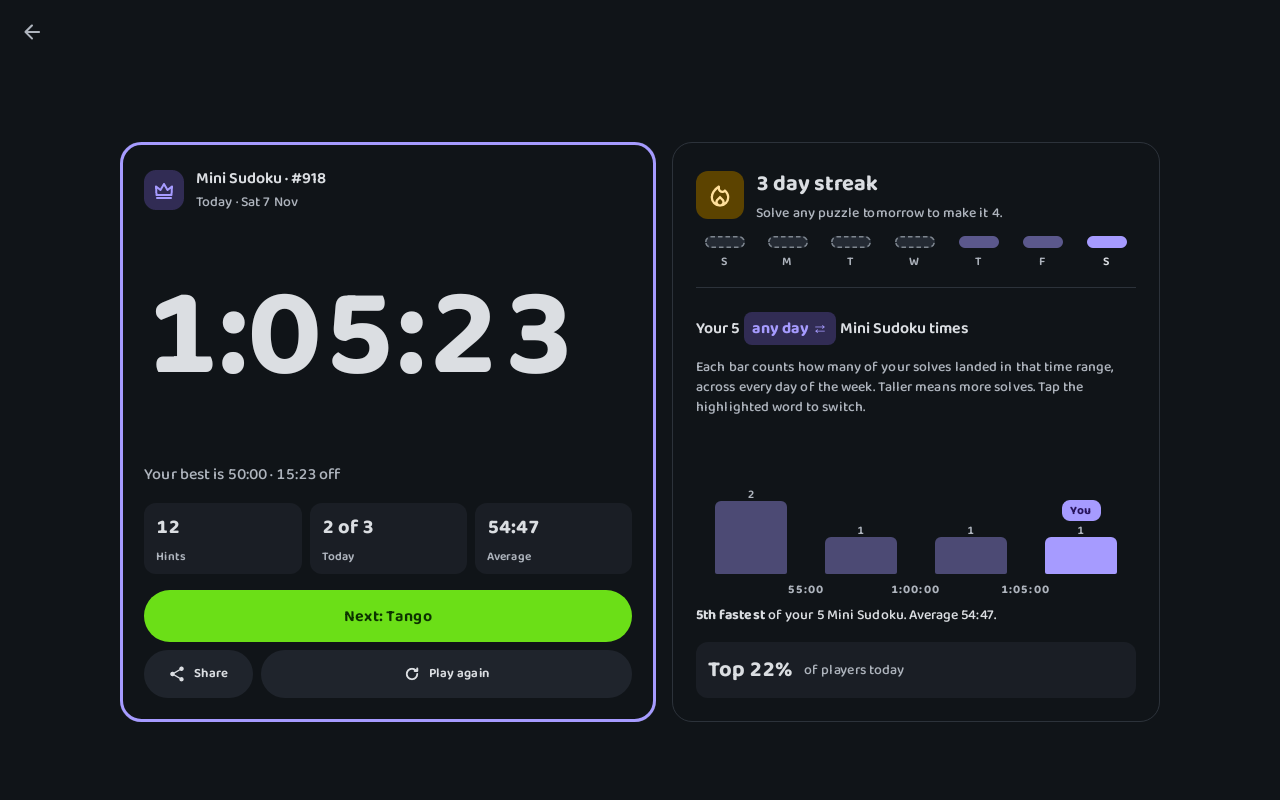 Mini Sudoku · #918
Today · Sat 7 Nov
1:05:23
Your best is 50:00 · 15:23 off
12
Hints
2 of 3
Today
54:47
Average
Next: Tango
Share
Play again
3 day streak
Solve any puzzle tomorrow to make it 4.
S M T W T F S
Your 5 any day ⇄ Mini Sudoku times
Each bar counts how many of your solves landed in that time range,
across every day of the week. Taller means more solves. Tap the
highlighted word to switch.
You
2 1 1 1
55:00 1:00:00 1:05:00
5th fastest of your 5 Mini Sudoku. Average 54:47.
Top 22% of players today